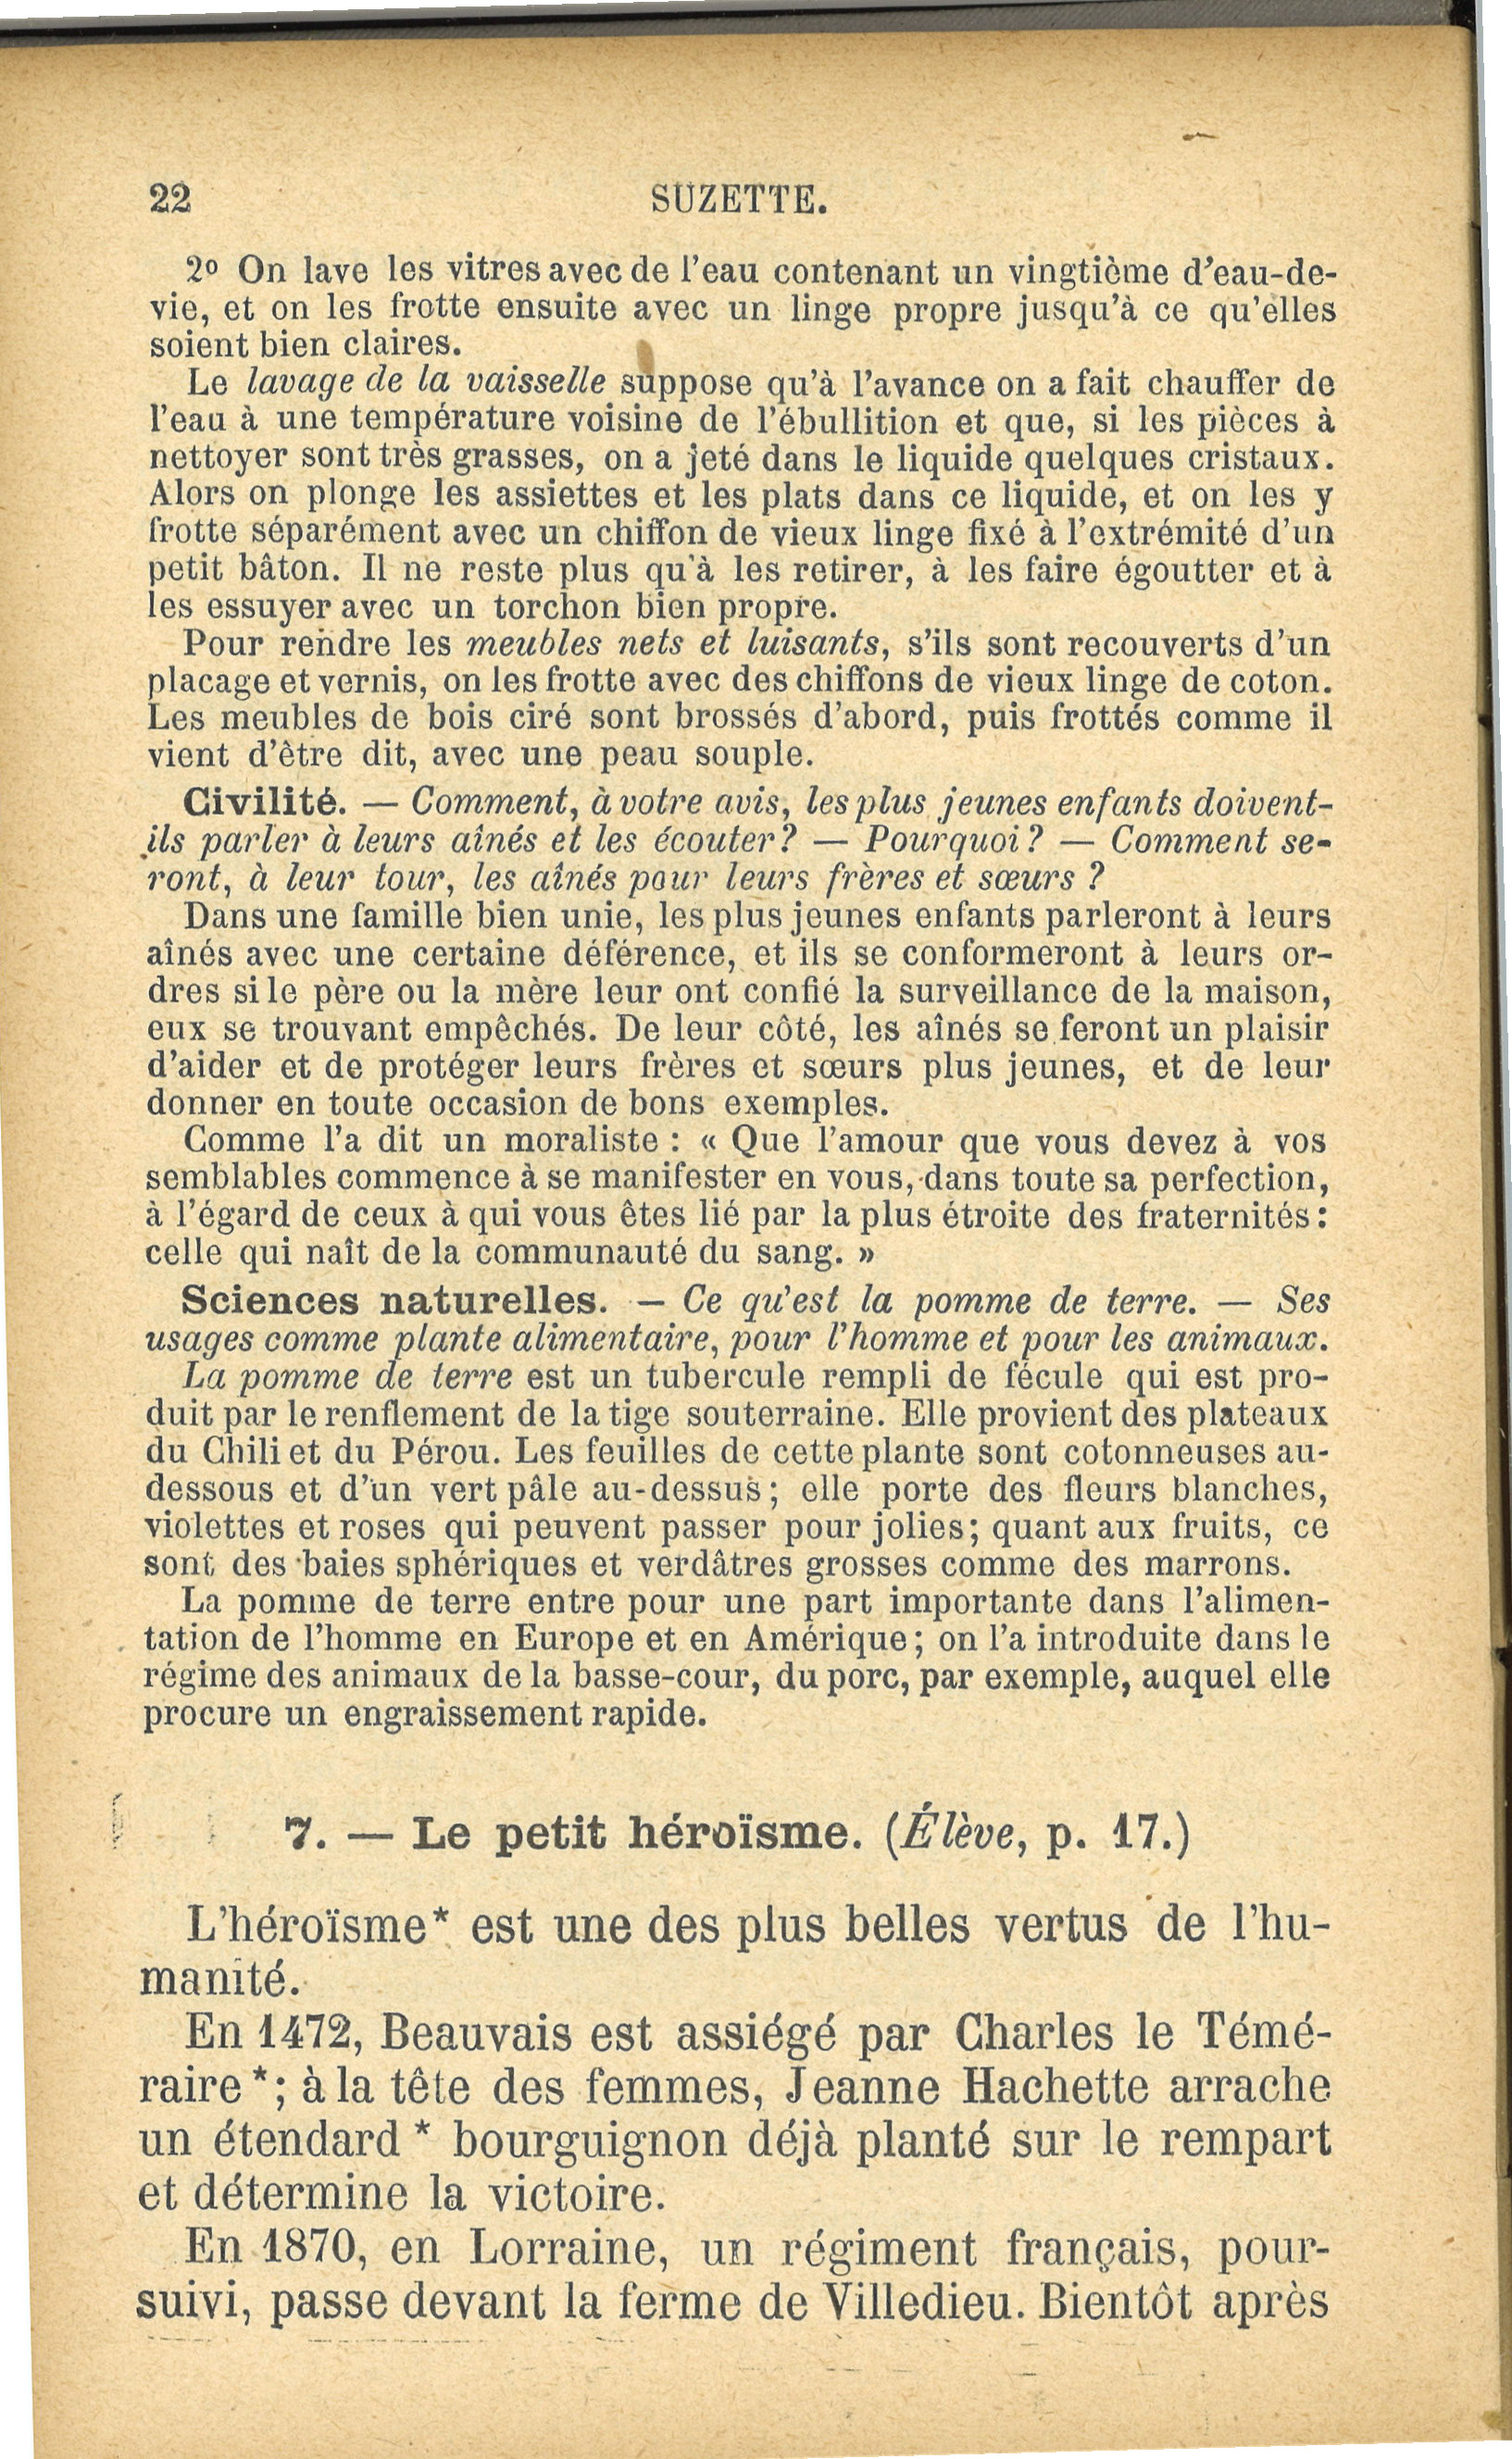 22 SUZETTE.
2º On lave les vitres avec de l'eau contenant un vingtième d'eau-de-
vie, et on les frotte ensuite avec un linge propre jusqu'à ce qu'elles
soient bien claires.
Le lavage de la vaisselle suppose qu'à l'avance on a fait chauffer de
l'eau à une température voisine de l'ébullition et que, si les pièces à
nettoyer sont très grasses, on a jeté dans le liquide quelques cristaux.
Alors on plonge les assiettes et les plats dans ce liquide, et on les y
frotte séparément avec un chiffon de vieux linge fixé à l'extrémité d'un
petit bâton. Il ne reste plus qu'à les retirer, à les faire égoutter et à
les essuyer avec un torchon bien propre.
Pour rendre les meubles nets et luisants, s'ils sont recouverts d'un
placage et vernis, on les frotte avec des chiffons de vieux linge de coton.
Les meubles de bois ciré sont brossés d'abord, puis frottés comme il
vient d'être dit, avec une peau souple.
Civilité. — Comment, à votre avis, les plus jeunes enfants doivent-
ils parler à leurs aînés et les écouter? — Pourquoi? — Comment se-
ront, à leur tour, les aînés pour leurs frères et sœurs ?
Dans une famille bien unie, les plus jeunes enfants parleront à leurs
aînés avec une certaine déférence, et ils se conformeront à leurs or-
dres si le père ou la mère leur ont confié la surveillance de la maison,
eux se trouvant empêchés. De leur côté, les aînés se feront un plaisir
d'aider et de protéger leurs frères et sœurs plus jeunes, et de leur
donner en toute occasion de bons exemples.
Comme l'a dit un moraliste : « Que l'amour que vous devez à vos
semblables commence à se manifester en vous, dans toute sa perfection,
à l'égard de ceux à qui vous êtes lié par la plus étroite des fraternités :
celle qui naît de la communauté du sang. »
Sciences naturelles. — Ce qu'est la pomme de terre. — Ses
usages comme plante alimentaire, pour l'homme et pour les animaux.
La pomme de terre est un tubercule rempli de fécule qui est pro-
duit par le renflement de la tige souterraine. Elle provient des plateaux
du Chili et du Pérou. Les feuilles de cette plante sont cotonneuses au-
dessous et d'un vert pâle au-dessus; elle porte des fleurs blanches,
violettes et roses qui peuvent passer pour jolies; quant aux fruits, ce
sont des baies sphériques et verdâtres grosses comme des marrons.
La pomme de terre entre pour une part importante dans l'alimen-
tation de l'homme en Europe et en Amérique; on l'a introduite dans le
régime des animaux de la basse-cour, du porc, par exemple, auquel elle
procure un engraissement rapide.
7. — Le petit héroïsme. (Élève, p. 17.)
L'héroïsme* est une des plus belles vertus de l'hu-
manité.
En 1472, Beauvais est assiégé par Charles le Témé-
raire*; à la tête des femmes, Jeanne Hachette arrache
un étendard* bourguignon déjà planté sur le rempart
et détermine la victoire.
En 1870, en Lorraine, un régiment français, pour-
suivi, passe devant la ferme de Villedieu. Bientôt après